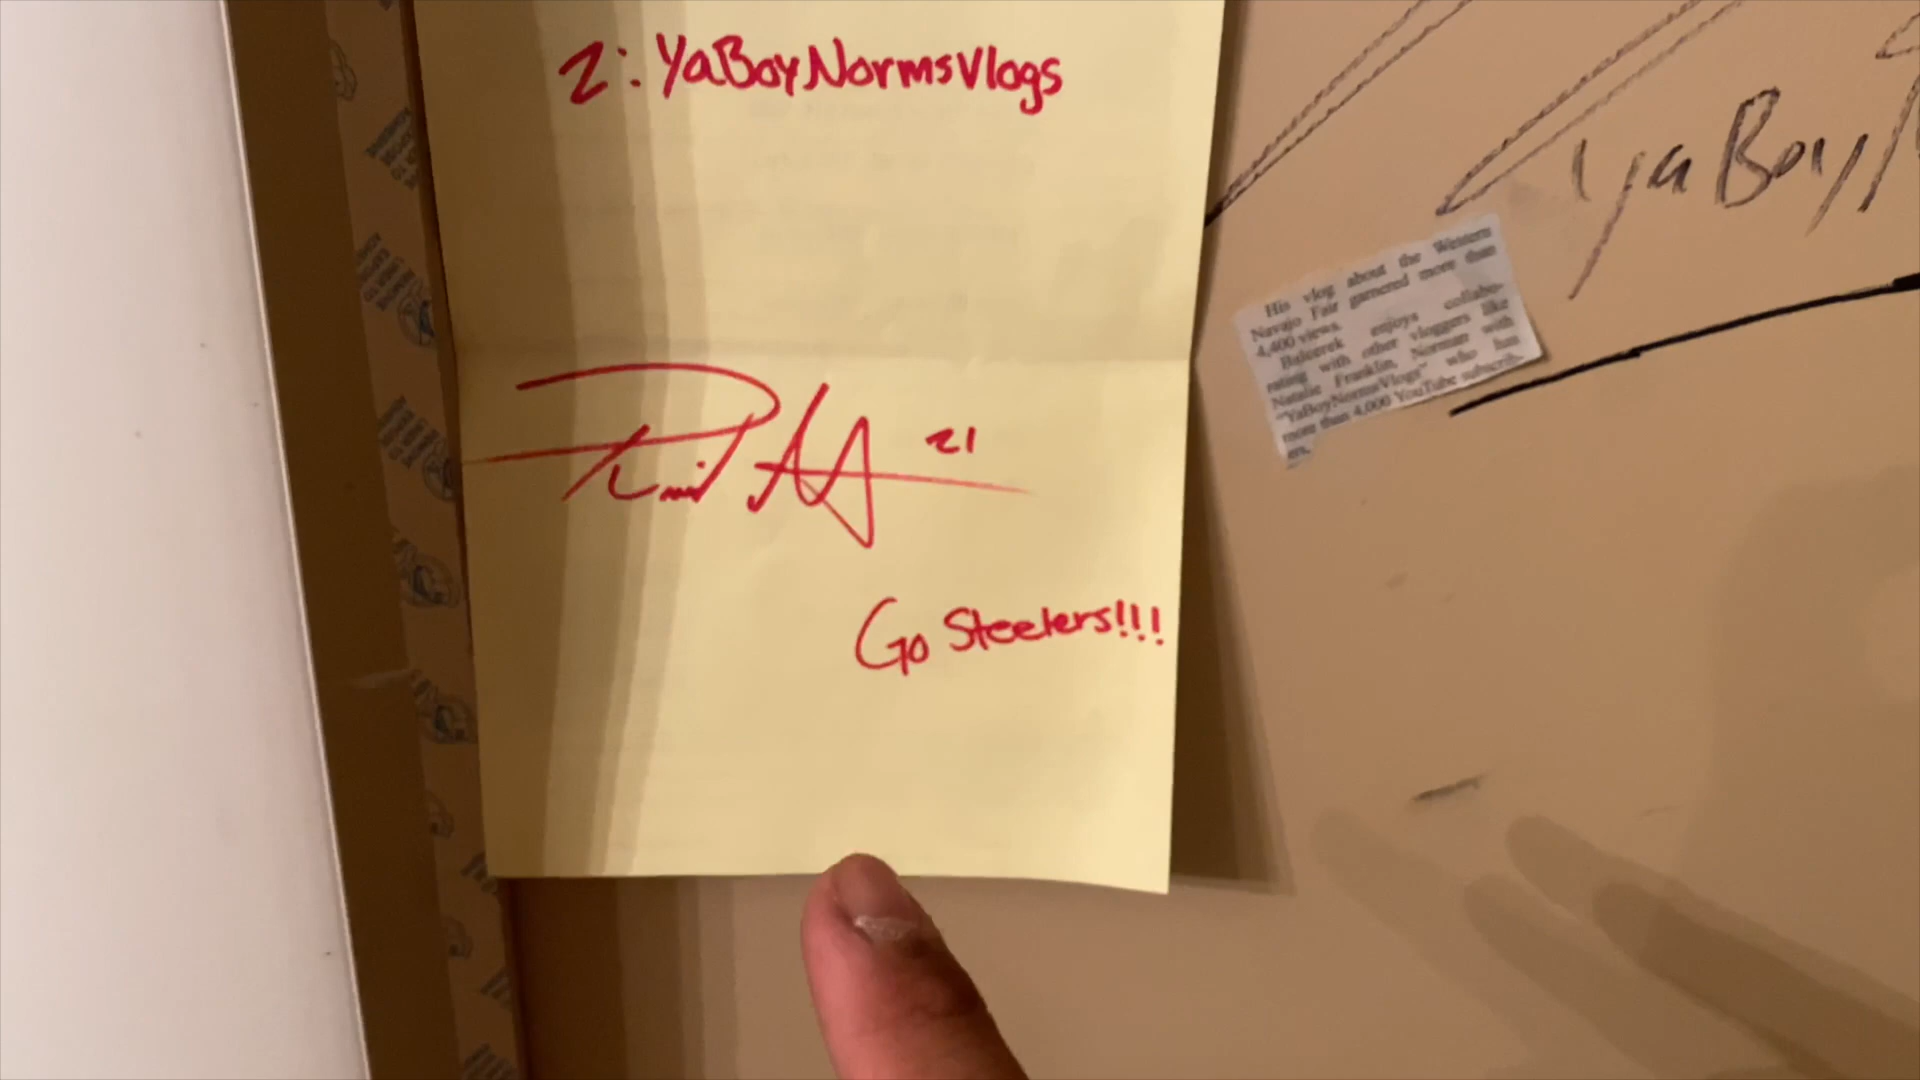 2: YaBoyNormsVlogs
21
Go Steelers!!!
YaBoy
His vlog about the Western
Navajo Fair garnered more than
4,400 views.
Balcerek enjoys collabo-
rating with other vloggers like
Natalie Franklin, Norman with
"YaBoyNormsVlogs" who has
more than 4,000 YouTube subscrib-
ers.